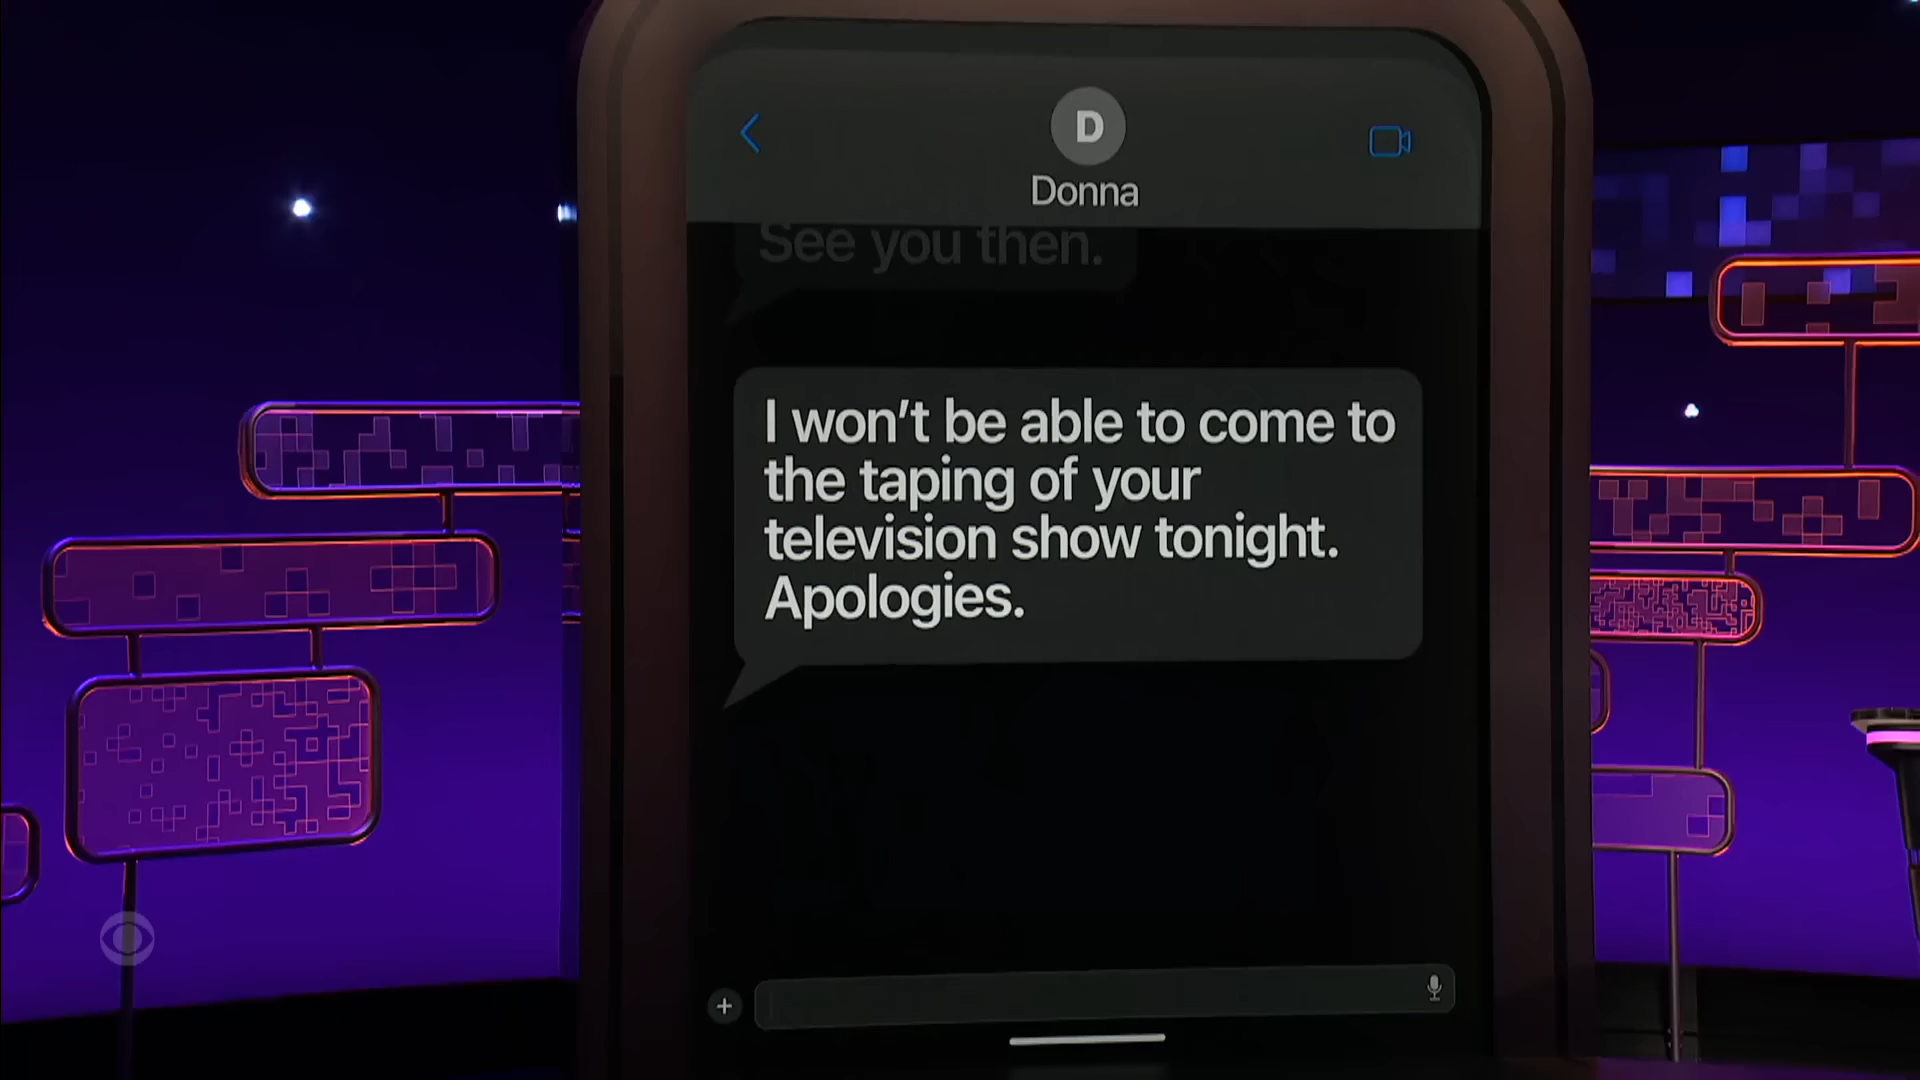 D
Donna
See you then.
I won't be able to come to
the taping of your
television show tonight.
Apologies.